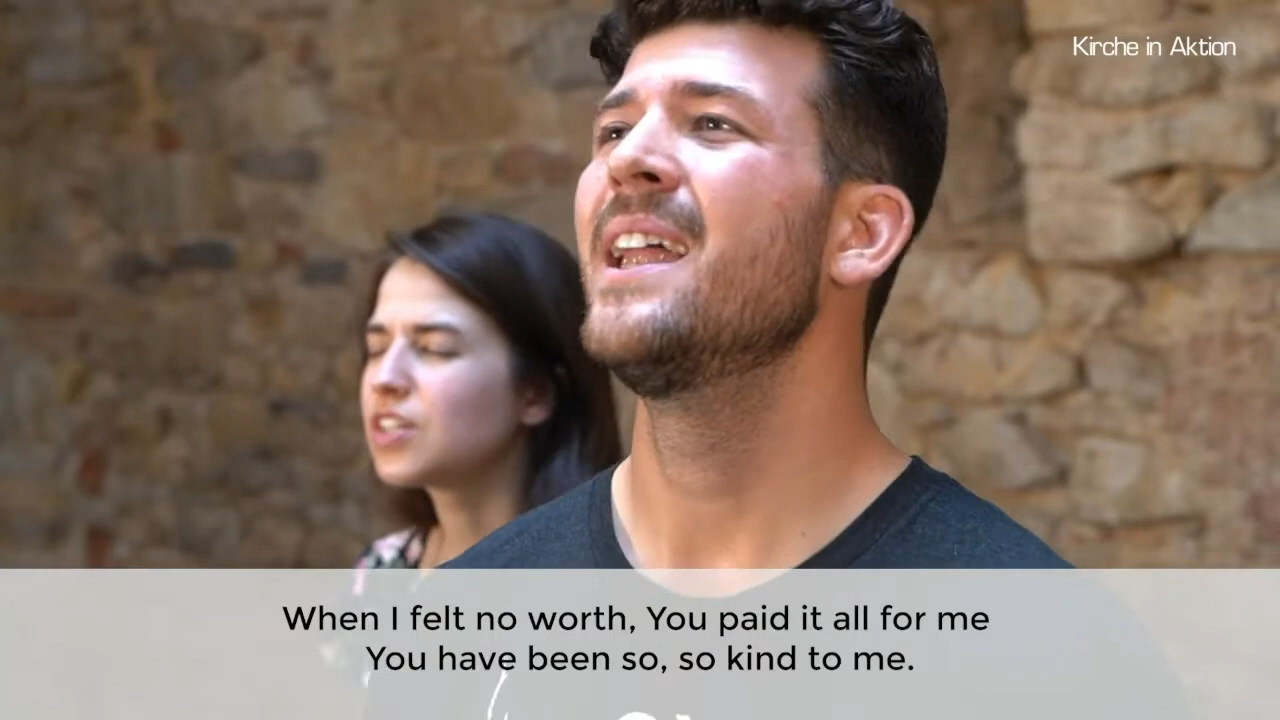 Kirche in Aktion
When I felt no worth, You paid it all for me
You have been so, so kind to me.